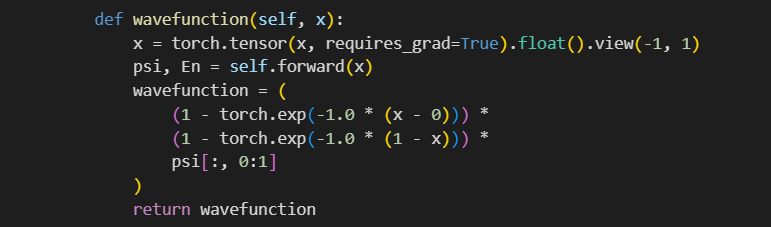 def wavefunction(self, x):
    x = torch.tensor(x, requires_grad=True).float().view(-1, 1)
    psi, En = self.forward(x)
    wavefunction = (
        (1 - torch.exp(-1.0 * (x - 0))) *
        (1 - torch.exp(-1.0 * (1 - x))) *
        psi[:, 0:1]
    )
    return wavefunction